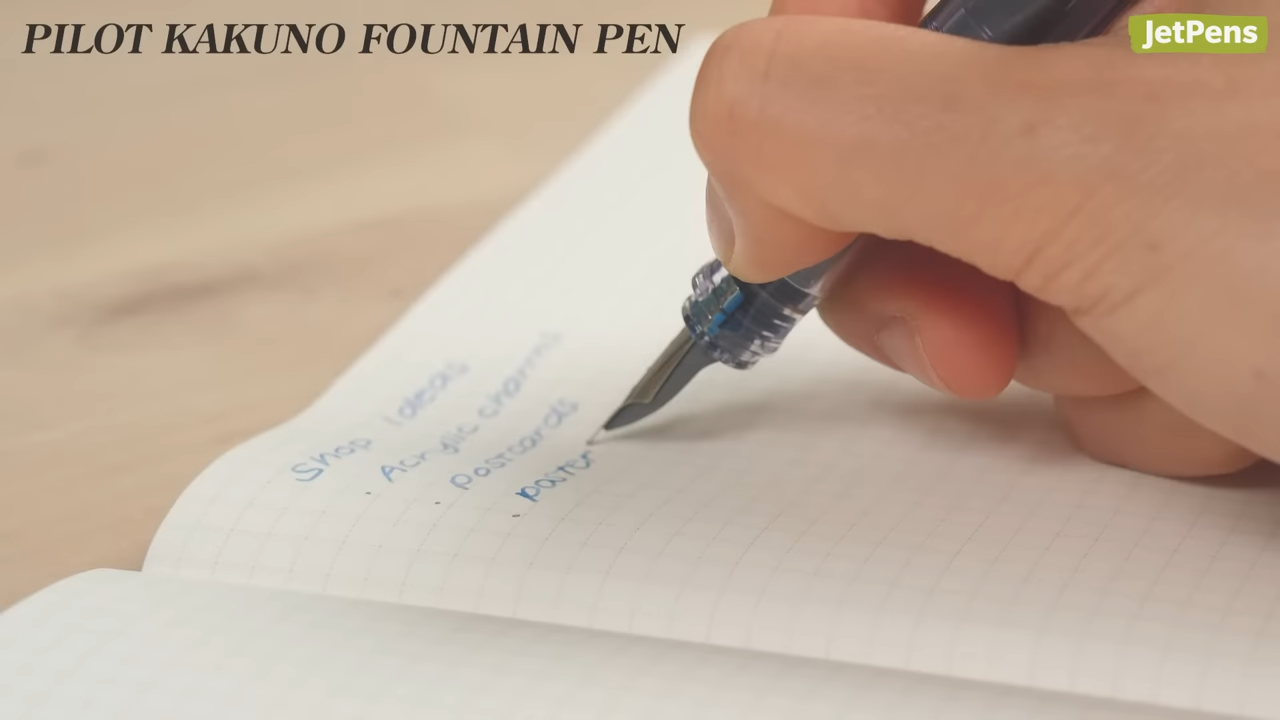 PILOT KAKUNO FOUNTAIN PEN
JetPens
Shop Ideas
• Acrylic charms
• Postcards
• poster